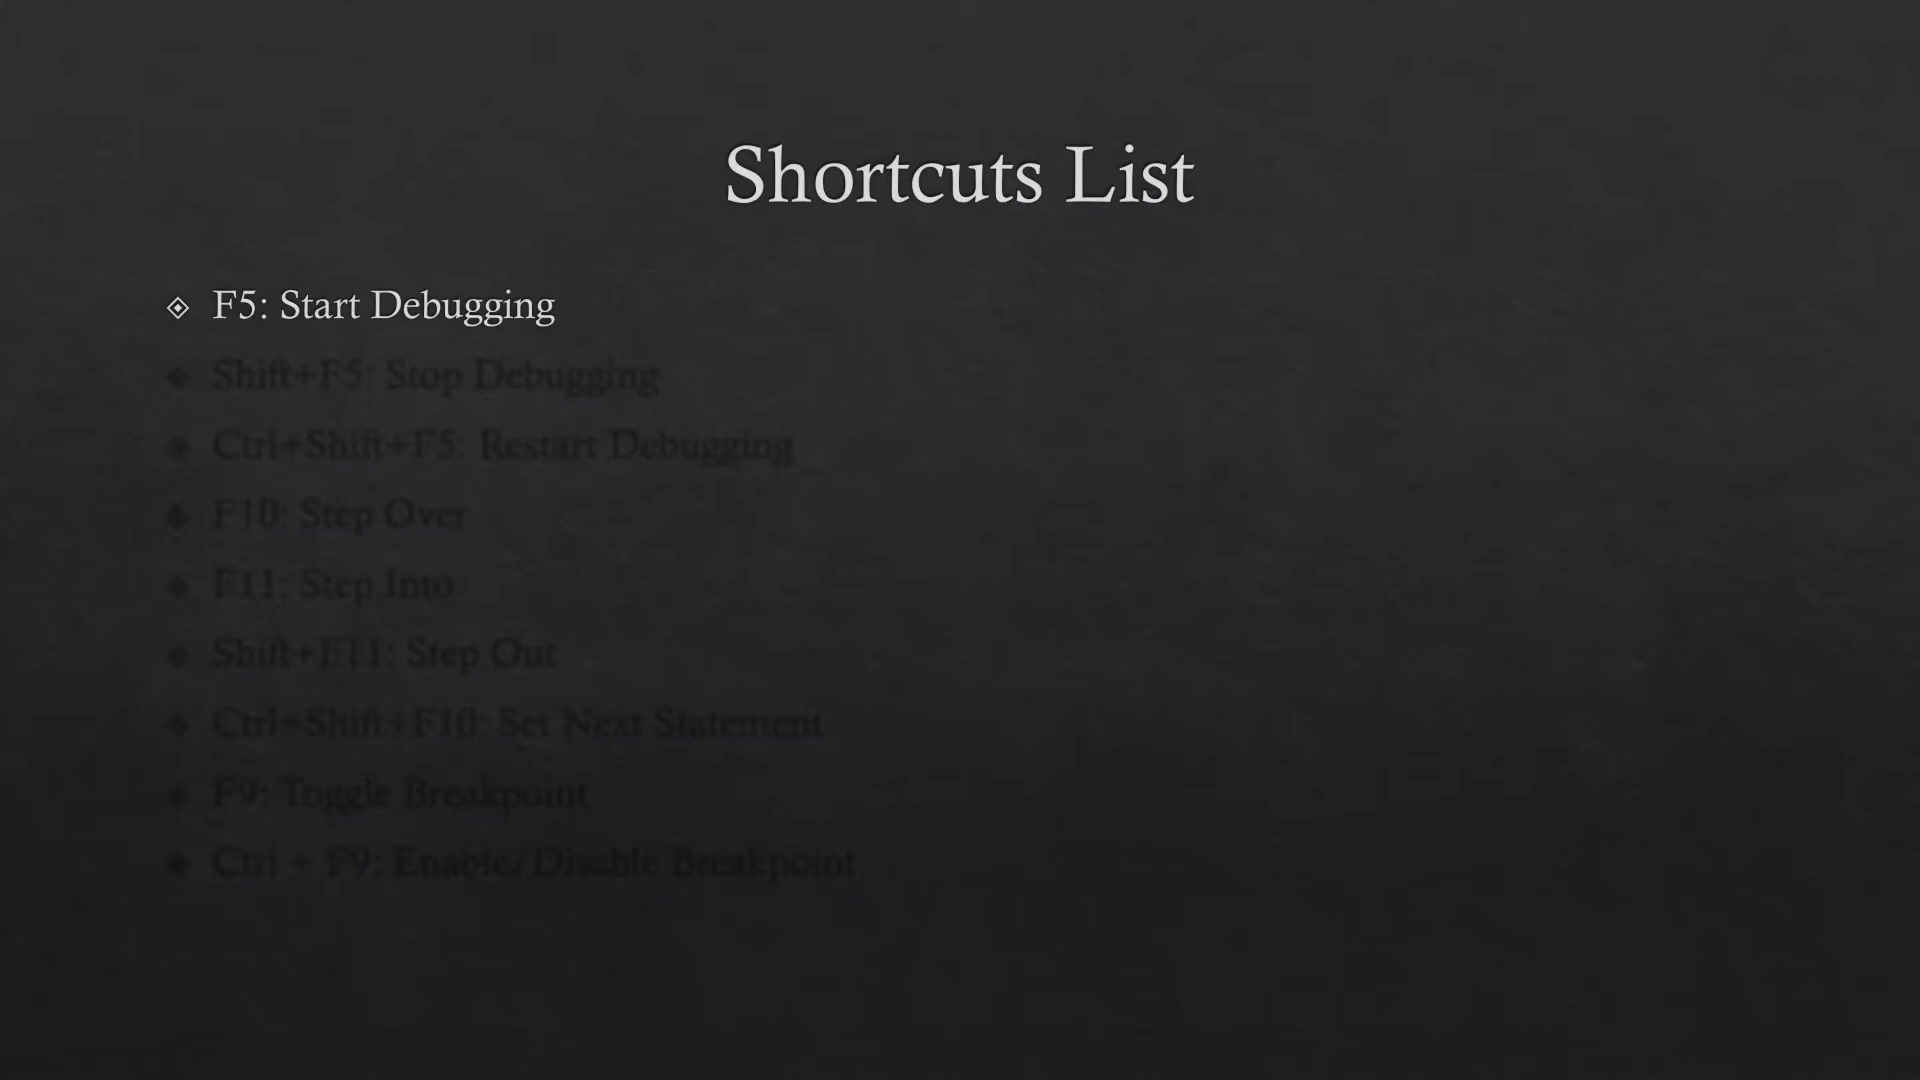 Shortcuts List
F5: Start Debugging
Shift+F5: Stop Debugging
Ctrl+Shift+F5: Restart Debugging
F10: Step Over
F11: Step Into
Shift+F11: Step Out
Ctrl+Shift+F10: Set Next Statement
F9: Toggle Breakpoint
Ctrl + F9: Enable/Disable Breakpoint